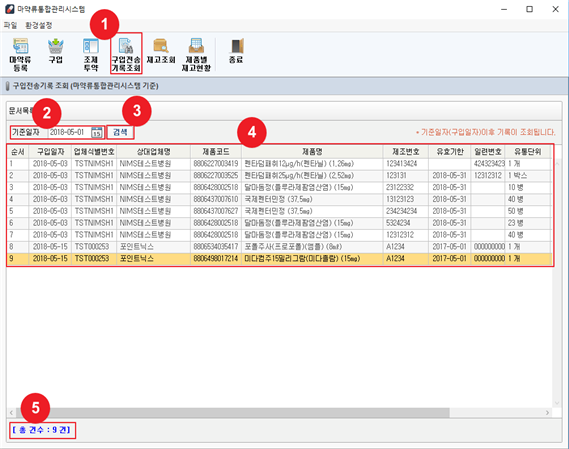 마약류통합관리시스템
파일 환경설정
1
마약류 등록 구입 조제 투약 구입전송 기록조회 재고조회 제품별 재고현황 종료
구입전송기록 조회 (마약류통합관리시스템 기준)
문서목록
2 3 4
기준일자 2018-05-01 15 검색 * 기준일자(구입일자)이후 기록이 조회됩니다.
순서 구입일자 업체식별번호 상대업체명 제품코드 제품명 제조번호 유효기한 일련번호 유통단위
1 2018-05-03 TSTNIMSH1 NIMS테스트병원 8806227003419 펜타덤패취12μg/h(펜타닐) (1,26mg) 123413424 424323423 1 개
2 2018-05-03 TSTNIMSH1 NIMS테스트병원 8806227003525 펜타덤패취25μg/h(펜타닐) (2,52mg) 123131 2018-05-31 12312312 1 박스
3 2018-05-03 TSTNIMSH1 NIMS테스트병원 8806428002518 달마돔정(플루라제팜염산염) (15mg) 23122332 2018-05-31 10 병
4 2018-05-03 TSTNIMSH1 NIMS테스트병원 8806437007610 국제펜터민정 (37,5mg) 13123123 2018-05-31 40 병
5 2018-05-03 TSTNIMSH1 NIMS테스트병원 8806437007627 국제펜터민정 (37,5mg) 234234234 2018-05-31 50 병
6 2018-05-03 TSTNIMSH1 NIMS테스트병원 8806428002518 달마돔정(플루라제팜염산염) (15mg) 5324234 2018-05-31 23 병
7 2018-05-03 TSTNIMSH1 NIMS테스트병원 8806428002518 달마돔정(플루라제팜염산염) (15mg) 12312312 2018-05-31 40 병
8 2018-05-15 TST000253 포인트닉스 8806534035417 포폴주사(프로포폴)(앰플) (8ml) A1234 2017-05-01 000000000 1 개
9 2018-05-15 TST000253 포인트닉스 8806498017214 미다컴주15밀리그람(미다졸람) (15mg) A1234 2017-05-01 000000000 1 개
5
[ 총 건수 : 9 건]